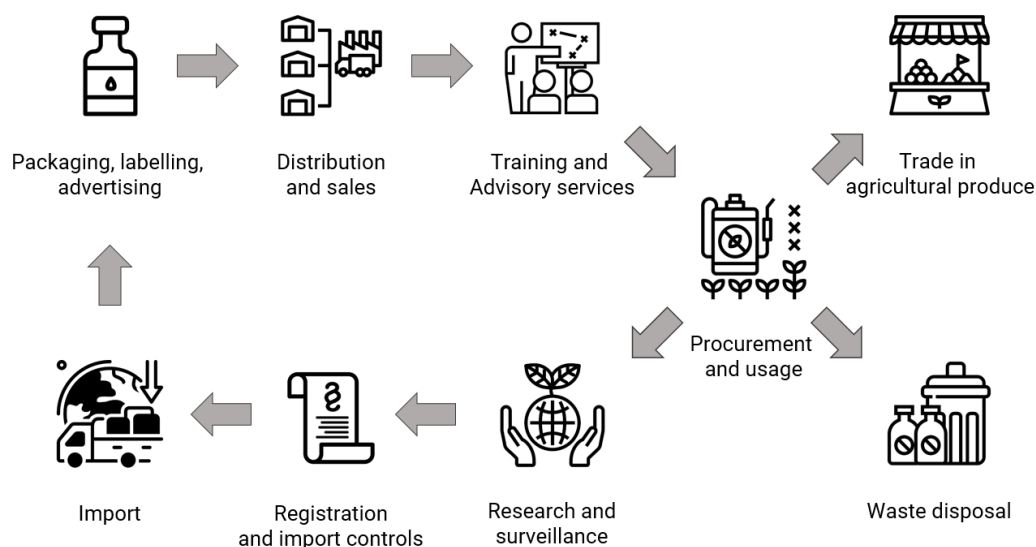 Packaging, labelling,
advertising
Distribution
and sales
Training and
Advisory services
Trade in
agricultural produce
Procurement
and usage
Import
Registration
and import controls
Research and
surveillance
Waste disposal